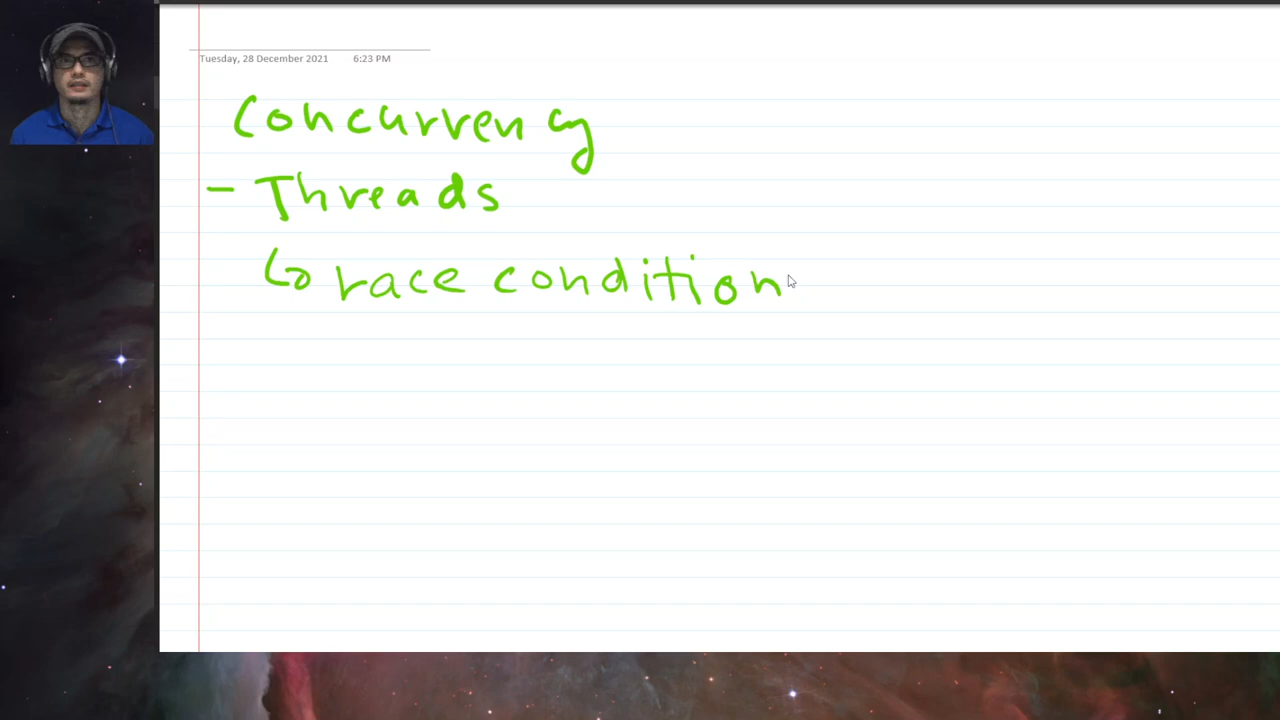 Tuesday, 28 December 2021 6:23 PM
Concurrency
- Threads
↳ race condition